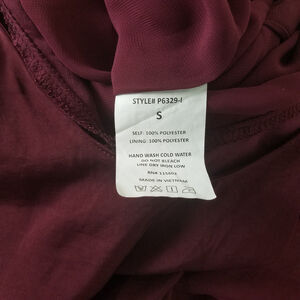 STYLE# P6329-I
S
SELF: 100% POLYESTER
LINING: 100% POLYESTER
HAND WASH COLD WATER
DO NOT BLEACH
LINE DRY IRON LOW
RN#
MADE IN VIETNAM